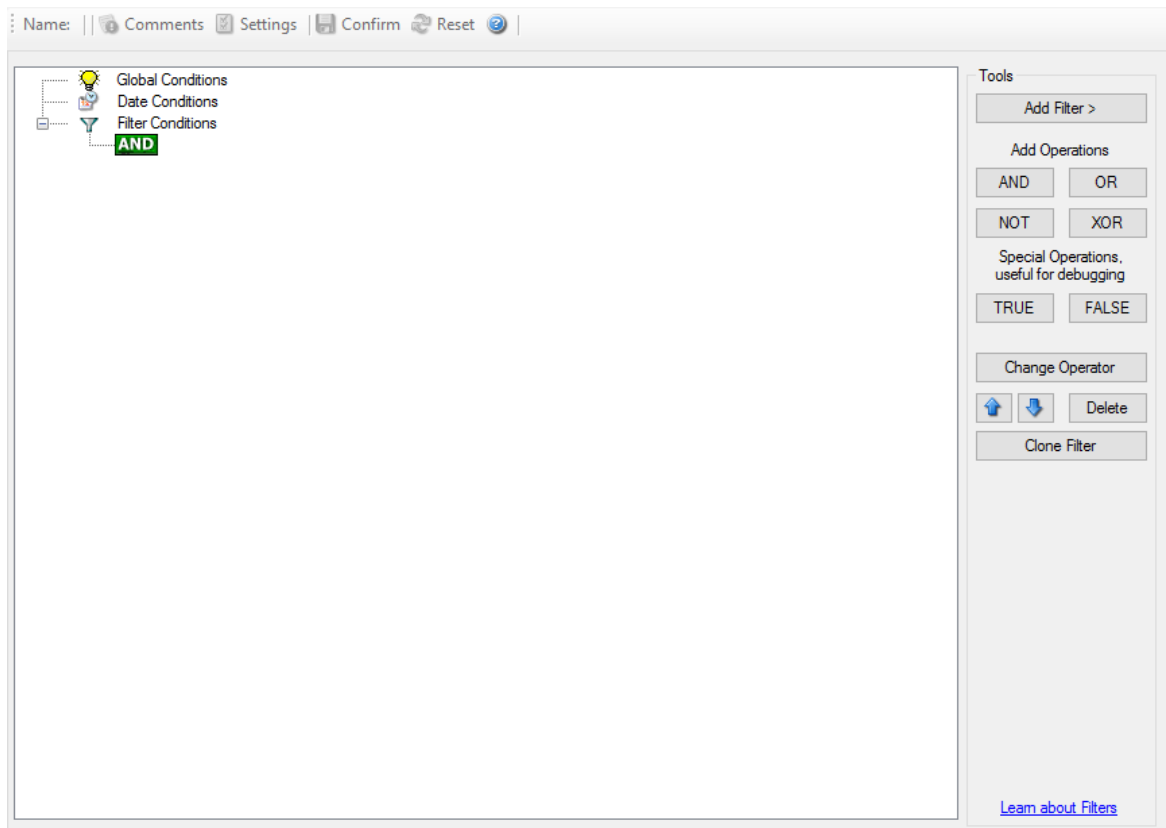 Name: Comments Settings Confirm Reset
Global Conditions
Date Conditions
Filter Conditions
AND
Tools
Add Filter >
Add Operations
AND OR
NOT XOR
Special Operations,
useful for debugging
TRUE FALSE
Change Operator
Delete
Clone Filter
Learn about Filters